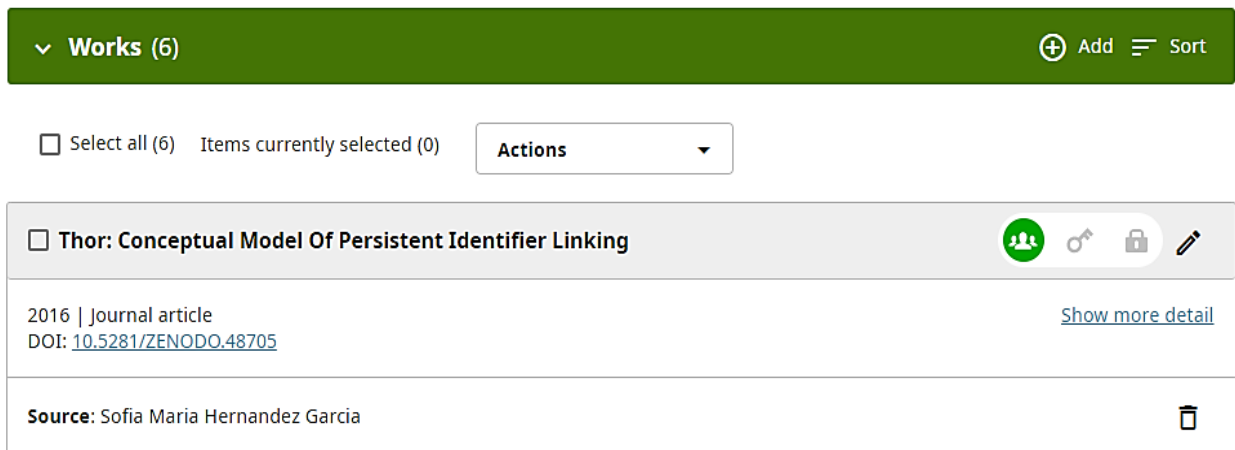 Works (6) Add Sort
Select all (6) Items currently selected (0) Actions
Thor: Conceptual Model Of Persistent Identifier Linking
2016 | Journal article Show more detail
DOI: 10.5281/ZENODO.48705
Source: Sofia Maria Hernandez Garcia